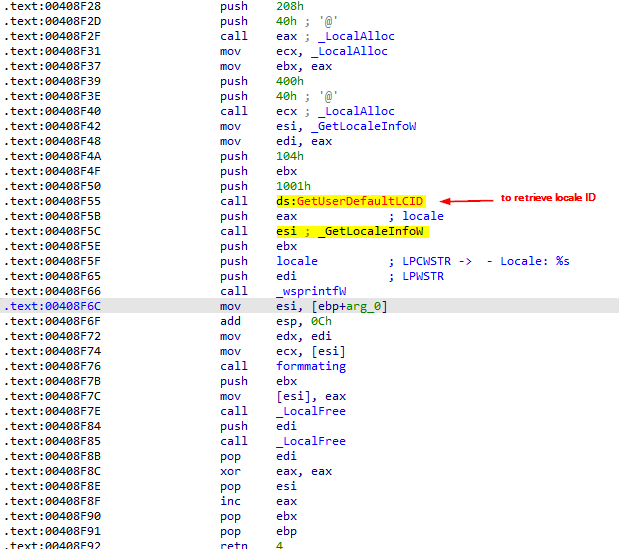 .text:00408F28 push 208h
.text:00408F2D push 40h ; '@'
.text:00408F2F call eax ; _LocalAlloc
.text:00408F31 mov ecx, _LocalAlloc
.text:00408F37 mov ebx, eax
.text:00408F39 push 400h
.text:00408F3E push 40h ; '@'
.text:00408F40 call ecx ; _LocalAlloc
.text:00408F42 mov esi, _GetLocaleInfoW
.text:00408F48 mov edi, eax
.text:00408F4A push 104h
.text:00408F4F push ebx
.text:00408F50 push 1001h
.text:00408F55 call ds:GetUserDefaultLCID to retrieve locale ID
.text:00408F5B push eax ; locale
.text:00408F5C call esi ; _GetLocaleInfoW
.text:00408F5E push ebx
.text:00408F5F push locale ; LPCWSTR -> - Locale: %s
.text:00408F65 push edi ; LPWSTR
.text:00408F66 call _wsprintfW
.text:00408F6C mov esi, [ebp+arg_0]
.text:00408F6F add esp, 0Ch
.text:00408F72 mov edx, edi
.text:00408F74 mov ecx, [esi]
.text:00408F76 call formmating
.text:00408F7B push ebx
.text:00408F7C mov [esi], eax
.text:00408F7E call _LocalFree
.text:00408F84 push edi
.text:00408F85 call _LocalFree
.text:00408F8B pop edi
.text:00408F8C xor eax, eax
.text:00408F8E pop esi
.text:00408F8F inc eax
.text:00408F90 pop ebx
.text:00408F91 pop ebp
.text:00408F92 retn 4